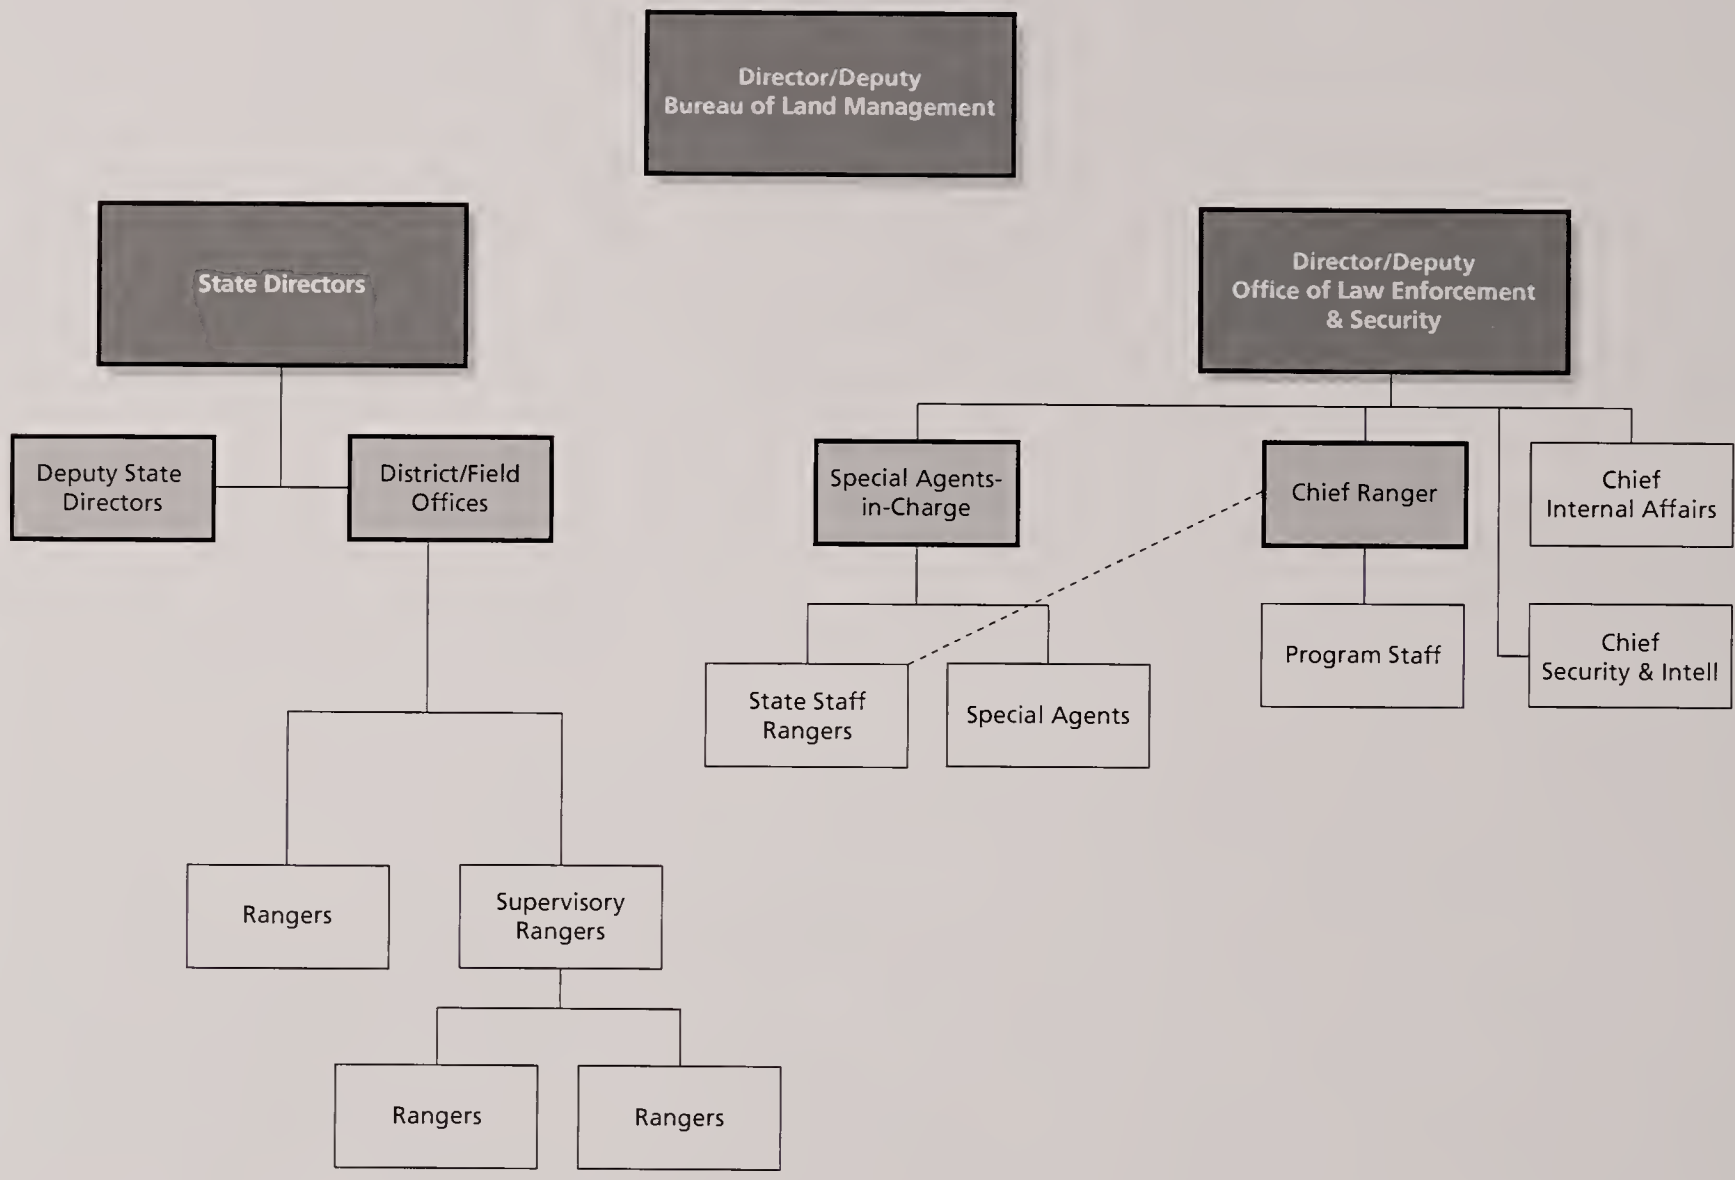 Director/Deputy
Bureau of Land Management
State Directors
Director/Deputy
Office of Law Enforcement
& Security
Deputy State
Directors
District/Field
Offices
Special Agents-
in-Charge
Chief Ranger
Chief
Internal Affairs
State Staff
Rangers
Special Agents
Program Staff
Chief
Security & Intell
Rangers
Supervisory
Rangers
Rangers
Rangers